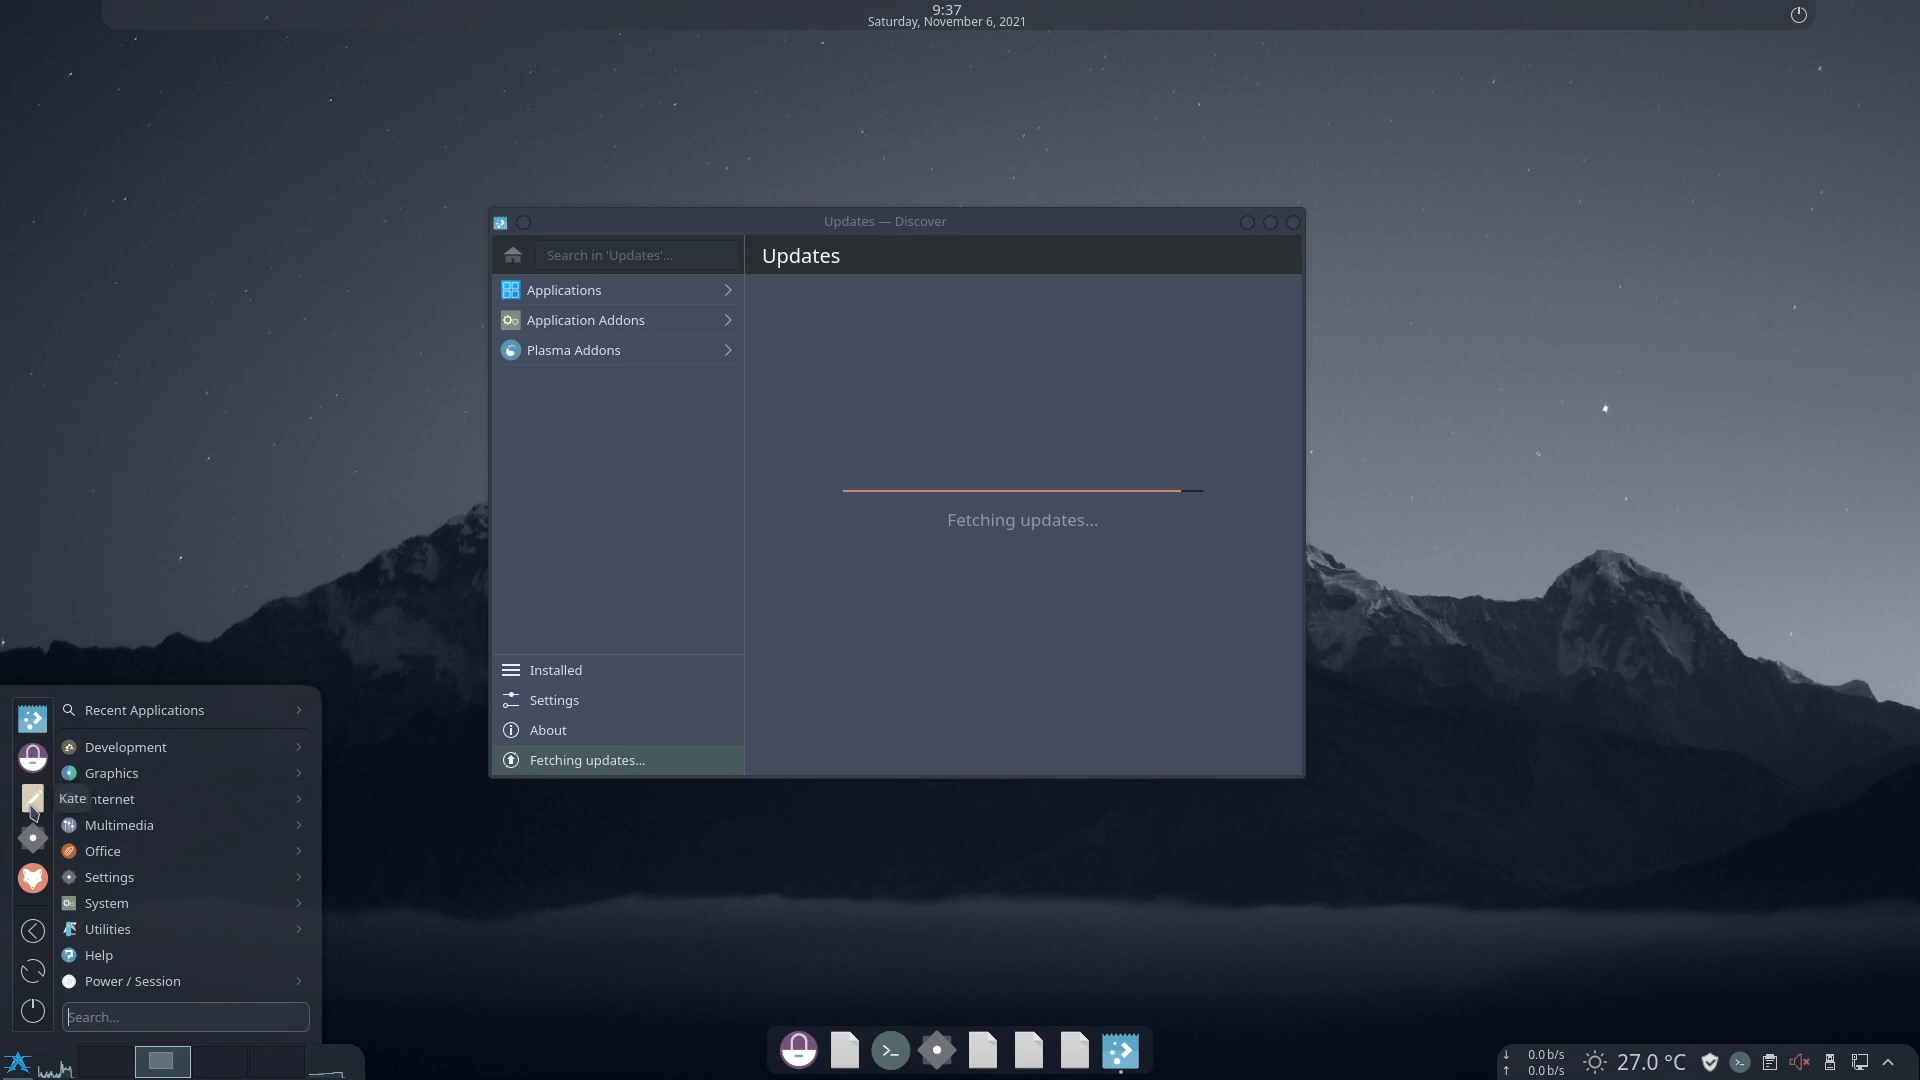 9:37
Saturday, November 6, 2021
Updates — Discover
Search in 'Updates'...
Updates
Applications
Application Addons
Plasma Addons
Fetching updates...
Installed
Settings
About
Fetching updates...
Recent Applications
Development
Graphics
Kate
nternet
Multimedia
Office
Settings
System
Utilities
Help
Power / Session
Search...
↓ 0.0 b/s
↑ 0.0 b/s
27.0 °C